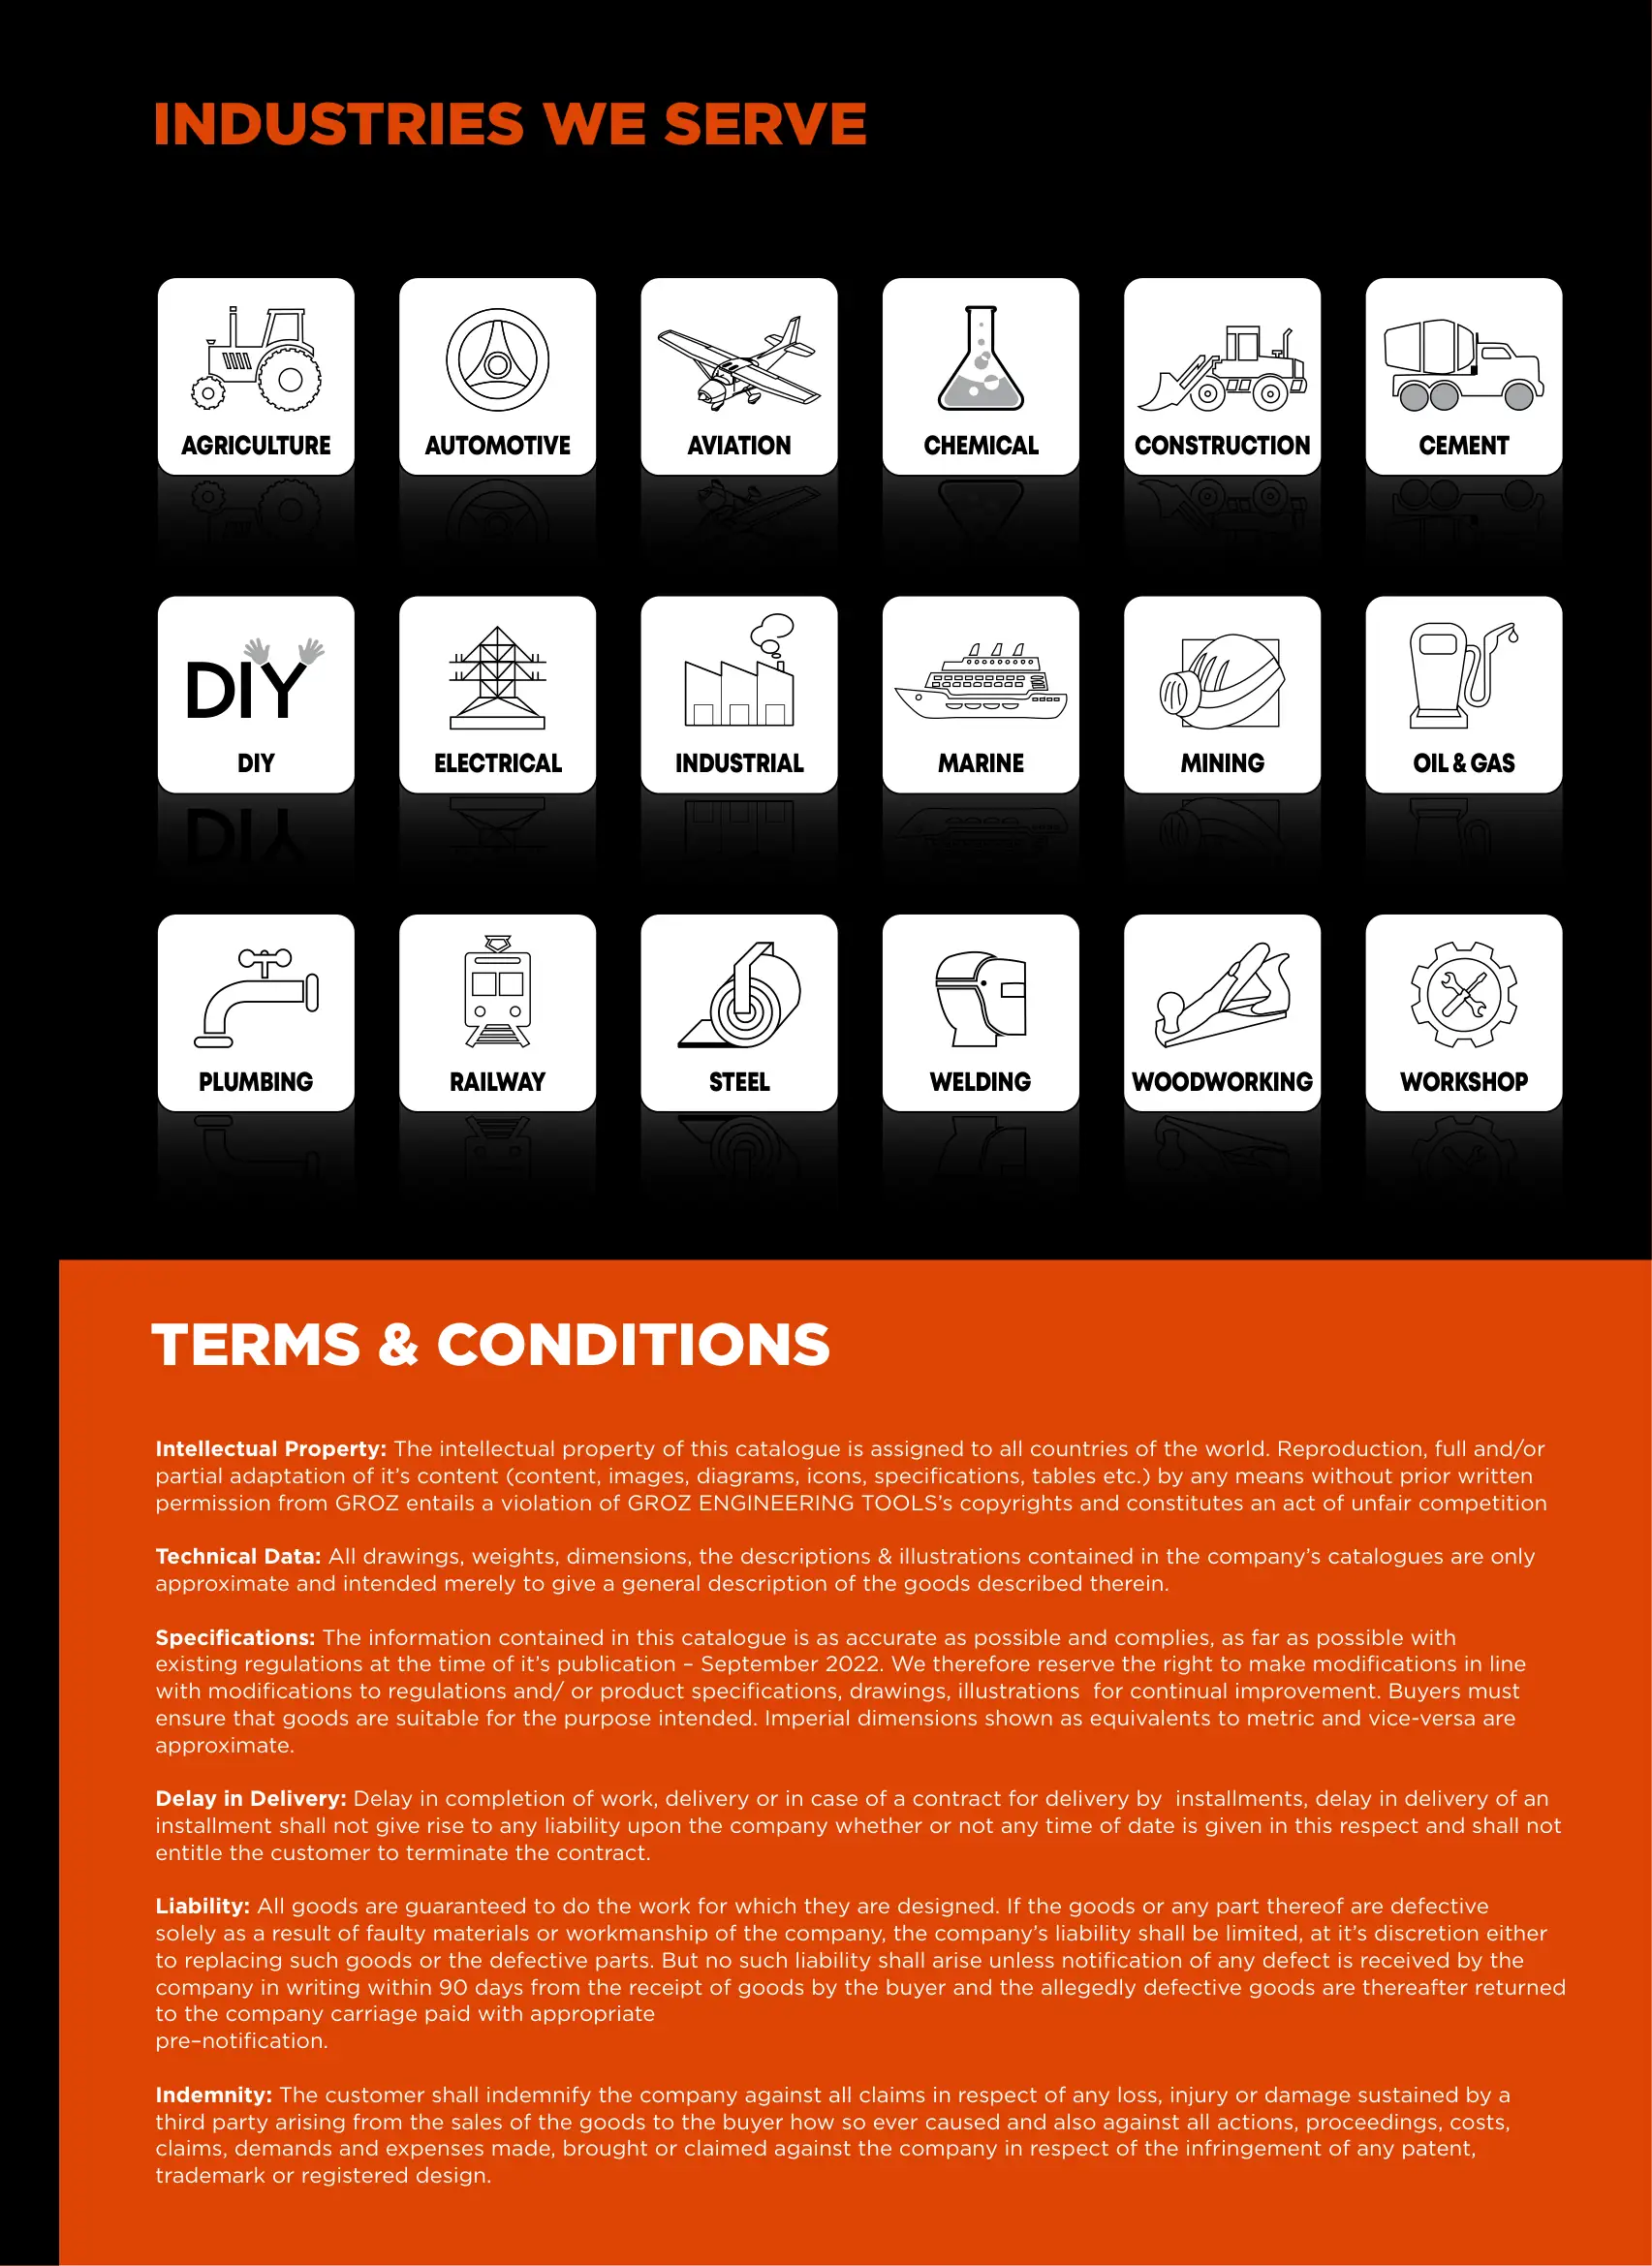 INDUSTRIES WE SERVE
AGRICULTURE
AUTOMOTIVE
AVIATION
CHEMICAL
CONSTRUCTION
CEMENT
DIY
DIY
ELECTRICAL
INDUSTRIAL
MARINE
MINING
OIL & GAS
PLUMBING
RAILWAY
STEEL
WELDING
WOODWORKING
WORKSHOP
TERMS & CONDITIONS
Intellectual Property: The intellectual property of this catalogue is assigned to all countries of the world. Reproduction, full and/or
partial adaptation of it’s content (content, images, diagrams, icons, specifications, tables etc.) by any means without prior written
permission from GROZ entails a violation of GROZ ENGINEERING TOOLS’s copyrights and constitutes an act of unfair competition
Technical Data: All drawings, weights, dimensions, the descriptions & illustrations contained in the company’s catalogues are only
approximate and intended merely to give a general description of the goods described therein.
Specifications: The information contained in this catalogue is as accurate as possible and complies, as far as possible with
existing regulations at the time of it’s publication – September 2022. We therefore reserve the right to make modifications in line
with modifications to regulations and/ or product specifications, drawings, illustrations  for continual improvement. Buyers must
ensure that goods are suitable for the purpose intended. Imperial dimensions shown as equivalents to metric and vice-versa are
approximate.
Delay in Delivery: Delay in completion of work, delivery or in case of a contract for delivery by  installments, delay in delivery of an
installment shall not give rise to any liability upon the company whether or not any time of date is given in this respect and shall not
entitle the customer to terminate the contract.
Liability: All goods are guaranteed to do the work for which they are designed. If the goods or any part thereof are defective
solely as a result of faulty materials or workmanship of the company, the company’s liability shall be limited, at it’s discretion either
to replacing such goods or the defective parts. But no such liability shall arise unless notification of any defect is received by the
company in writing within 90 days from the receipt of goods by the buyer and the allegedly defective goods are thereafter returned
to the company carriage paid with appropriate
pre–notification.
Indemnity: The customer shall indemnify the company against all claims in respect of any loss, injury or damage sustained by a
third party arising from the sales of the goods to the buyer how so ever caused and also against all actions, proceedings, costs,
claims, demands and expenses made, brought or claimed against the company in respect of the infringement of any patent,
trademark or registered design.